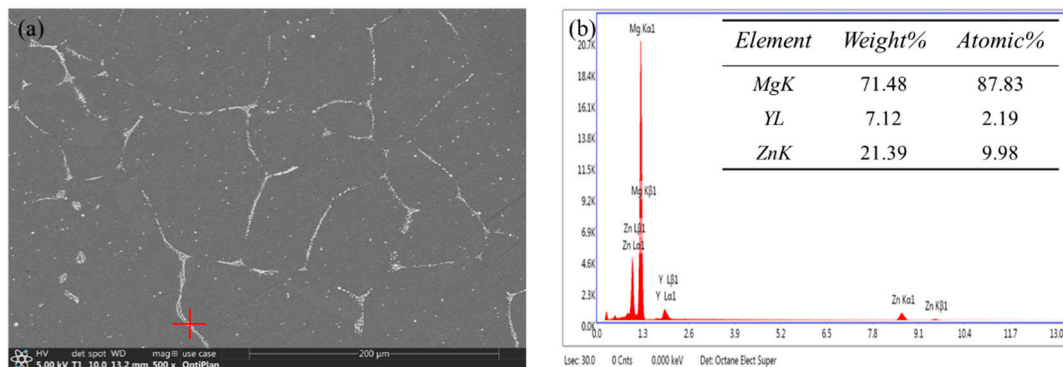 (a)
HV det spot WD mag⊞ use case
5.00 kV T1 10.0 13.2 mm 500 x OptiPlan
200 µm
(b)
Element Weight% Atomic%
MgK 71.48 87.83
YL 7.12 2.19
ZnK 21.39 9.98
Mg Kα1
20.7K
18.4K
16.1K
13.8K
11.5K
9.2K
6.9K
4.6K
2.3K
0.0K
Mg Kβ1
Zn Lβ1
Zn Lα1
Y Lβ1
Y Lα1
Zn Kα1
Zn Kβ1
0.0 1.3 2.6 3.9 5.2 6.5 7.8 9.1 10.4 11.7 13.0
Lsec: 30.0 0 Cnts 0.000 keV Det: Octane Elect Super